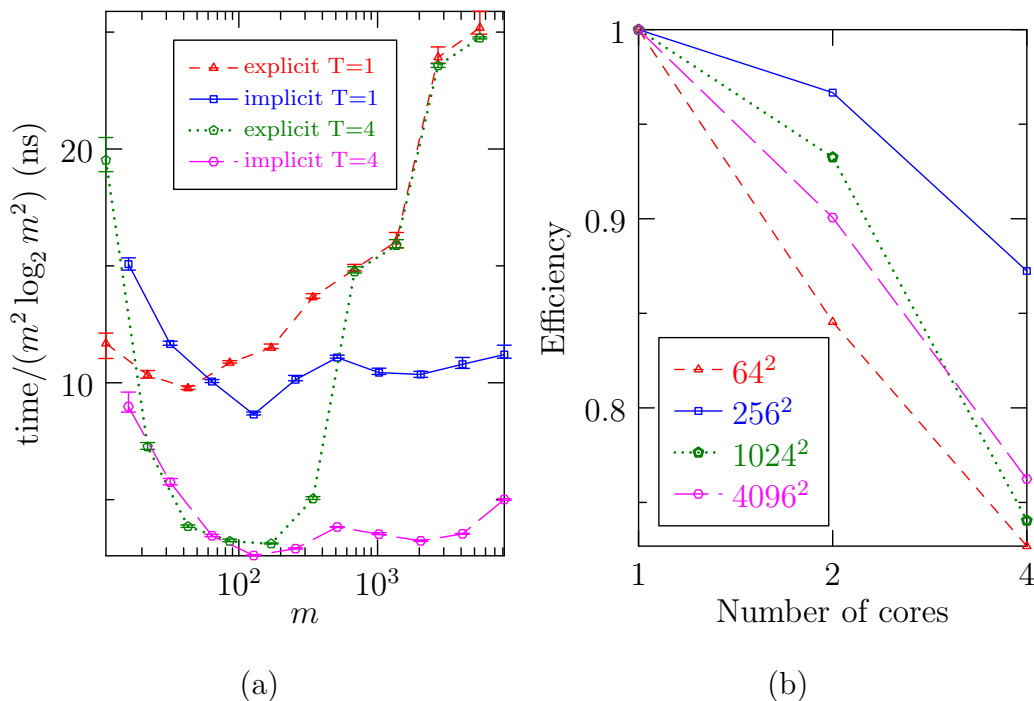 time/(m² log₂ m²) (ns)
20
10
10²
10³
m
explicit T=1
implicit T=1
explicit T=4
implicit T=4
(a)
Efficiency
1
0.9
0.8
1
2
4
Number of cores
64²
256²
1024²
4096²
(b)